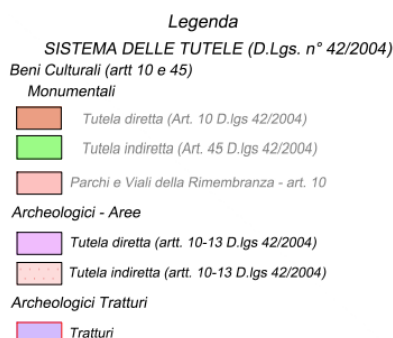 Legenda
SISTEMA DELLE TUTELE (D.Lgs. n° 42/2004)
Beni Culturali (artt 10 e 45)
Monumentali
Tutela diretta (Art. 10 D.lgs 42/2004)
Tutela indiretta (Art. 45 D.lgs 42/2004)
Parchi e Viali della Rimembranza - art. 10
Archeologici - Aree
Tutela diretta (artt. 10-13 D.lgs 42/2004)
Tutela indiretta (artt. 10-13 D.lgs 42/2004)
Archeologici Tratturi
Tratturi